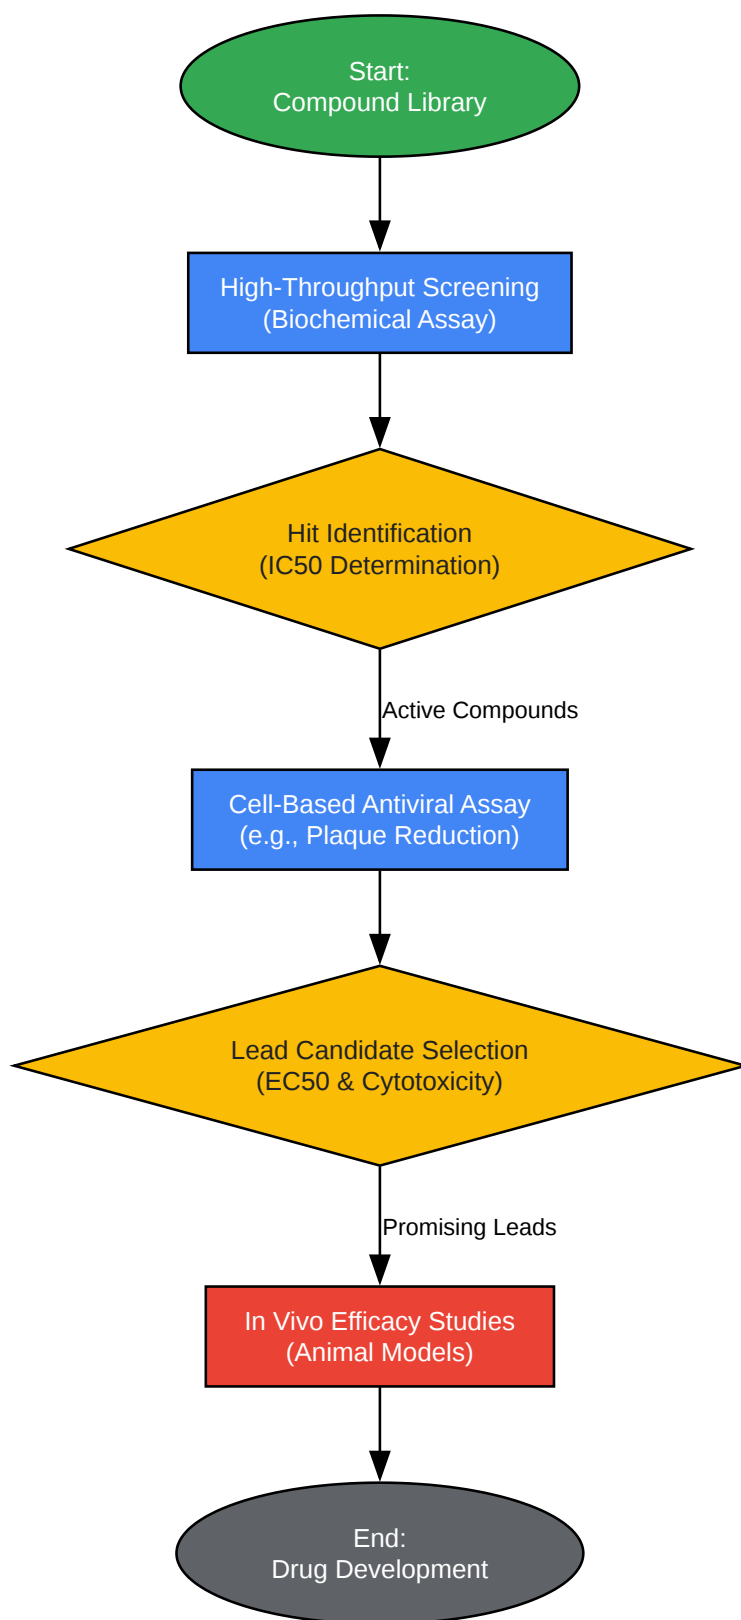 Start:
Compound Library
High-Throughput Screening
(Biochemical Assay)
Hit Identification
(IC50 Determination)
Active Compounds
Cell-Based Antiviral Assay
(e.g., Plaque Reduction)
Lead Candidate Selection
(EC50 & Cytotoxicity)
Promising Leads
In Vivo Efficacy Studies
(Animal Models)
End:
Drug Development